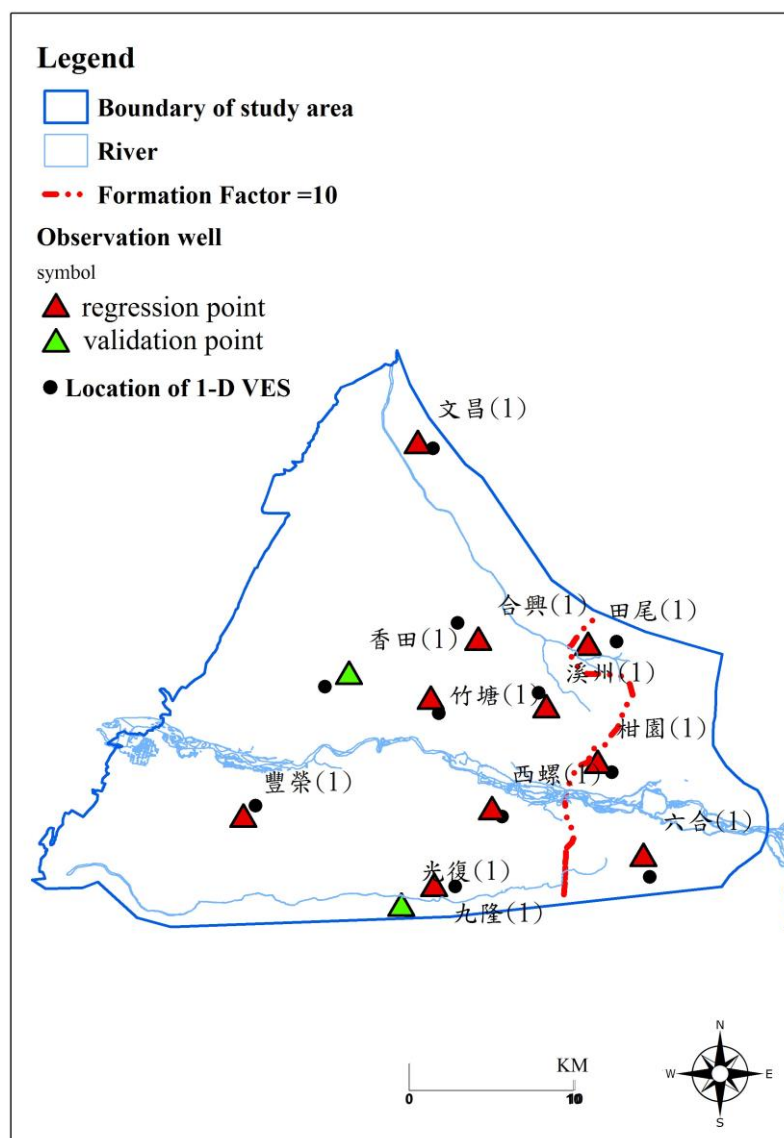 Legend
Boundary of study area
River
Formation Factor =10
Observation well
symbol
regression point
validation point
Location of 1-D VES
文昌(1)
合興(1)
田尾(1)
香田(1)
溪州(1)
竹塘(1)
柑園(1)
豐榮(1)
西螺(1)
六合(1)
光復(1)
九隆(1)
N
W
E
S
KM
0
10